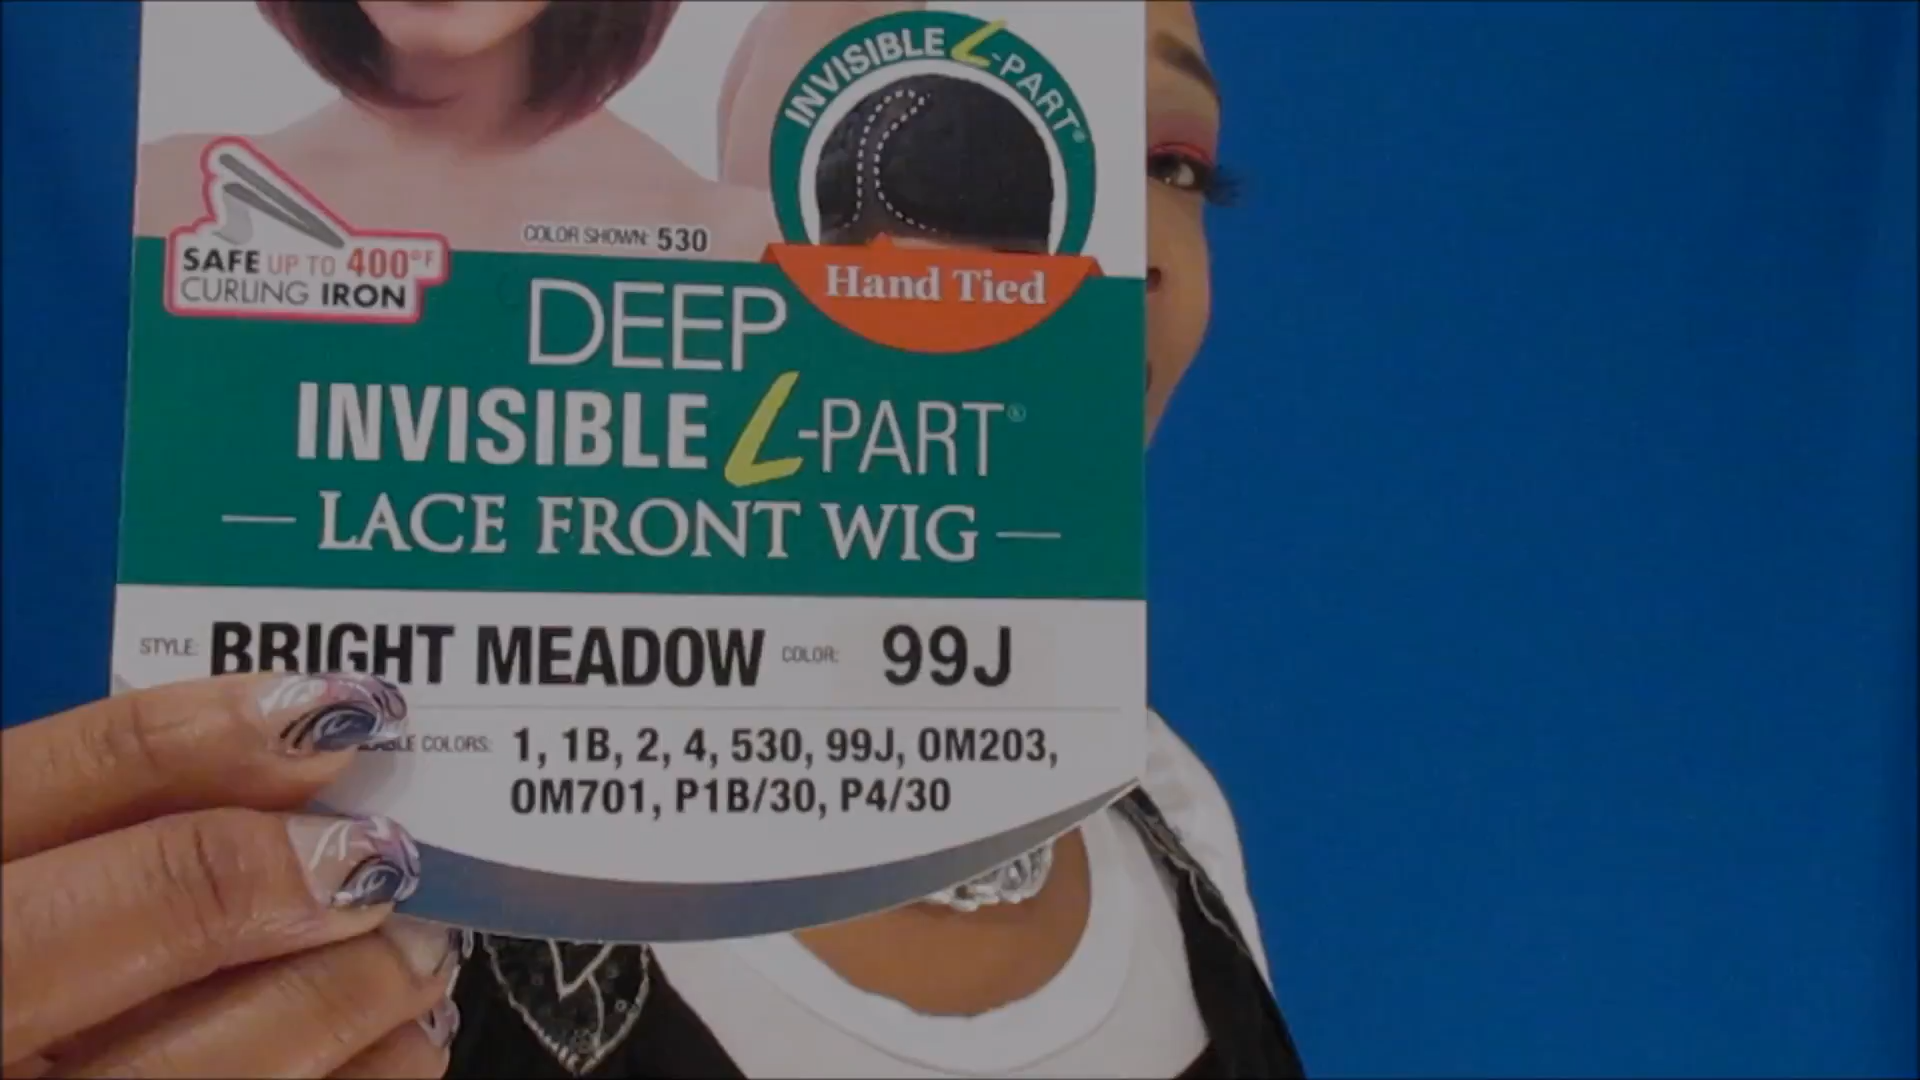 INVISIBLE L-PART®
COLOR SHOWN: 530
SAFE UP TO 400°F
CURLING IRON
Hand Tied
DEEP
INVISIBLE L-PART®
— LACE FRONT WIG —
STYLE: BRIGHT MEADOW COLOR: 99J
COLORS: 1, 1B, 2, 4, 530, 99J, OM203,
OM701, P1B/30, P4/30